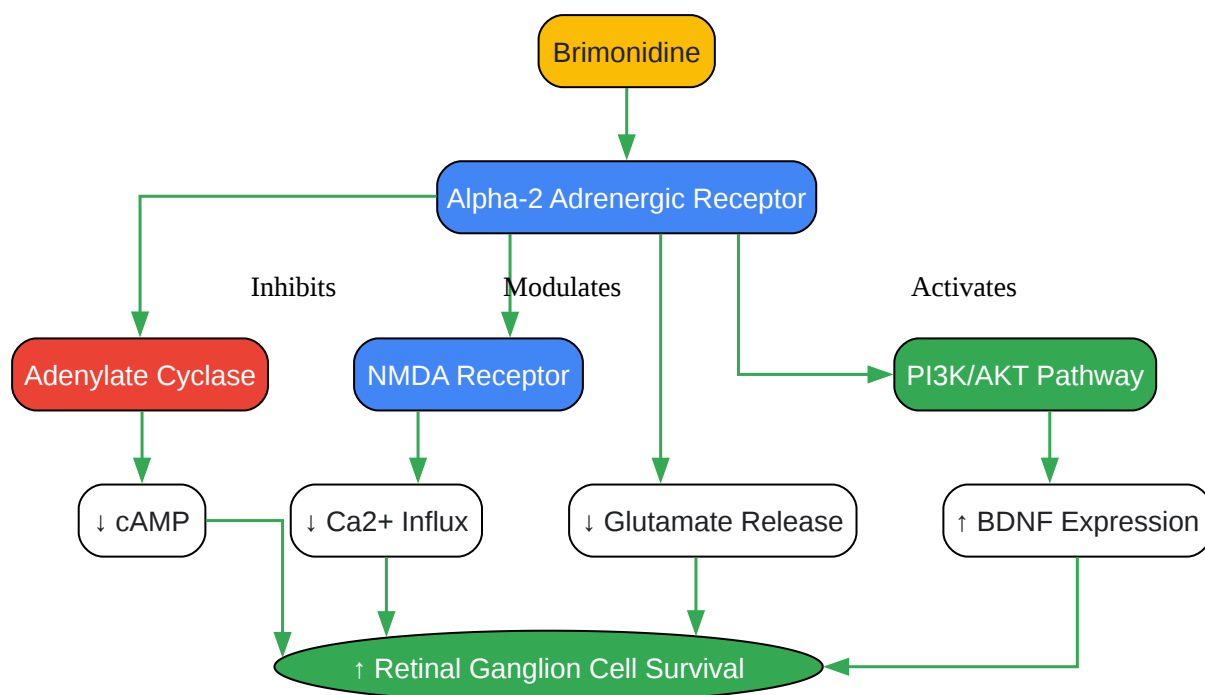 Brimonidine
Alpha-2 Adrenergic Receptor
Inhibits
Modulates
Activates
Adenylate Cyclase
NMDA Receptor
PI3K/AKT Pathway
↓ cAMP
↓ Ca2+ Influx
↓ Glutamate Release
↑ BDNF Expression
↑ Retinal Ganglion Cell Survival